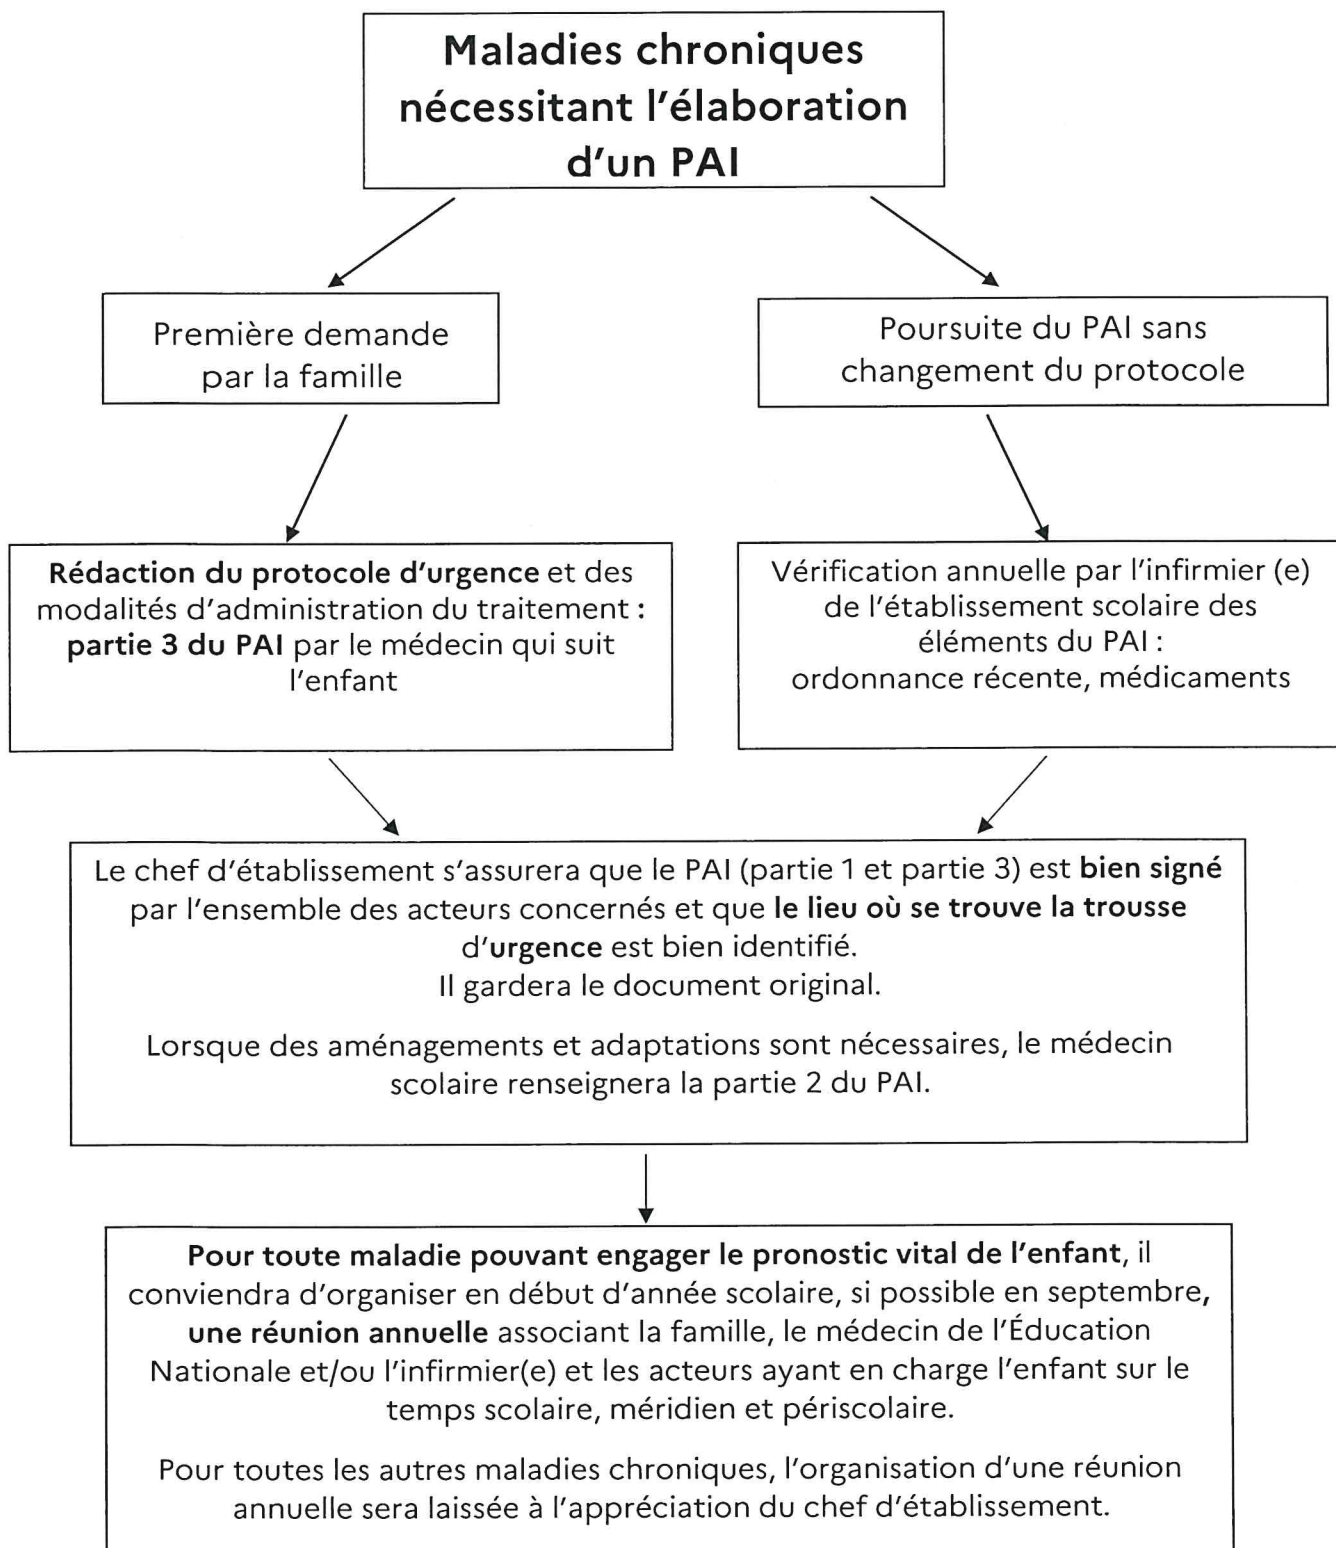 Maladies chroniques
nécessitant l'élaboration
d'un PAI
Première demande
par la famille
Poursuite du PAI sans
changement du protocole
Rédaction du protocole d'urgence et des
modalités d'administration du traitement :
partie 3 du PAI par le médecin qui suit
l'enfant
Vérification annuelle par l'infirmier (e)
de l'établissement scolaire des
éléments du PAI :
ordonnance récente, médicaments
Le chef d'établissement s'assurera que le PAI (partie 1 et partie 3) est bien signé
par l'ensemble des acteurs concernés et que le lieu où se trouve la trousse
d'urgence est bien identifié.
Il gardera le document original.
Lorsque des aménagements et adaptations sont nécessaires, le médecin
scolaire renseignera la partie 2 du PAI.
Pour toute maladie pouvant engager le pronostic vital de l'enfant, il
conviendra d'organiser en début d'année scolaire, si possible en septembre,
une réunion annuelle associant la famille, le médecin de l'Éducation
Nationale et/ou l'infirmier(e) et les acteurs ayant en charge l'enfant sur le
temps scolaire, méridien et périscolaire.
Pour toutes les autres maladies chroniques, l'organisation d'une réunion
annuelle sera laissée à l'appréciation du chef d'établissement.